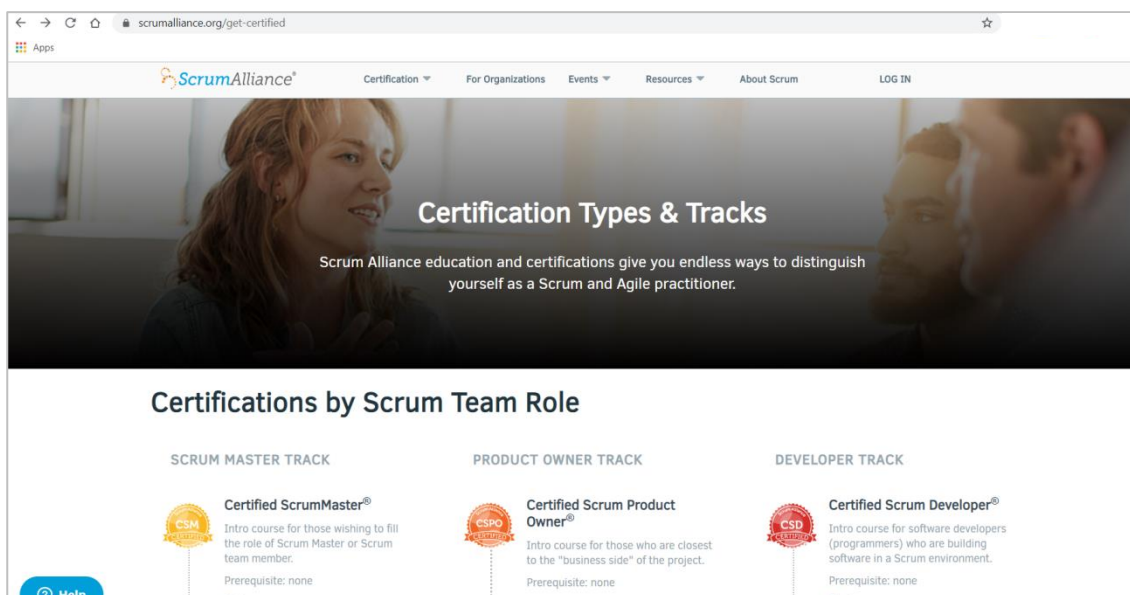 scrumalliance.org/get-certified
Apps
ScrumAlliance®
Certification For Organizations Events Resources About Scrum LOG IN
Certification Types & Tracks
Scrum Alliance education and certifications give you endless ways to distinguish
yourself as a Scrum and Agile practitioner.
Certifications by Scrum Team Role
SCRUM MASTER TRACK
CSM
CERTIFIED
Certified ScrumMaster®
Intro course for those wishing to fill
the role of Scrum Master or Scrum
team member.
Prerequisite: none
PRODUCT OWNER TRACK
CSPO
CERTIFIED
Certified Scrum Product
Owner®
Intro course for those who are closest
to the "business side" of the project.
Prerequisite: none
DEVELOPER TRACK
CSD
CERTIFIED
Certified Scrum Developer®
Intro course for software developers
(programmers) who are building
software in a Scrum environment.
Prerequisite: none
Help